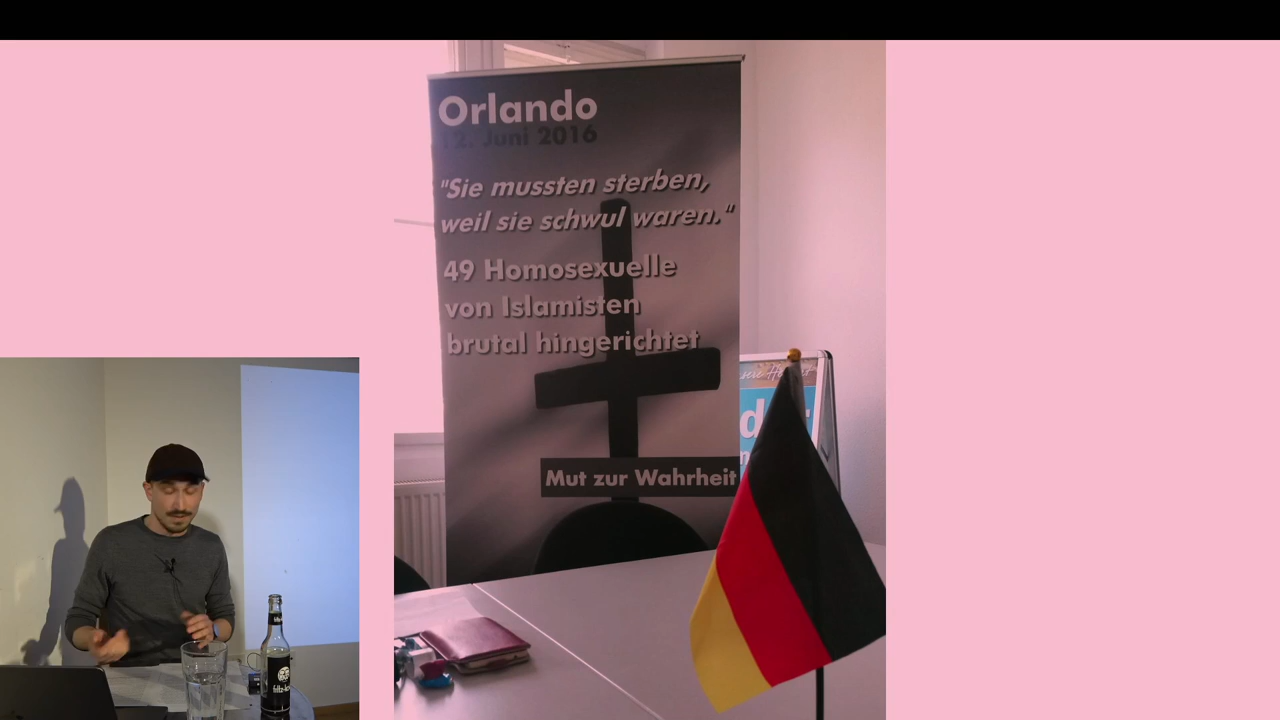 Orlando
12. Juni 2016
"Sie mussten sterben,
weil sie schwul waren."
49 Homosexuelle
von Islamisten
brutal hingerichtet
Mut zur Wahrheit